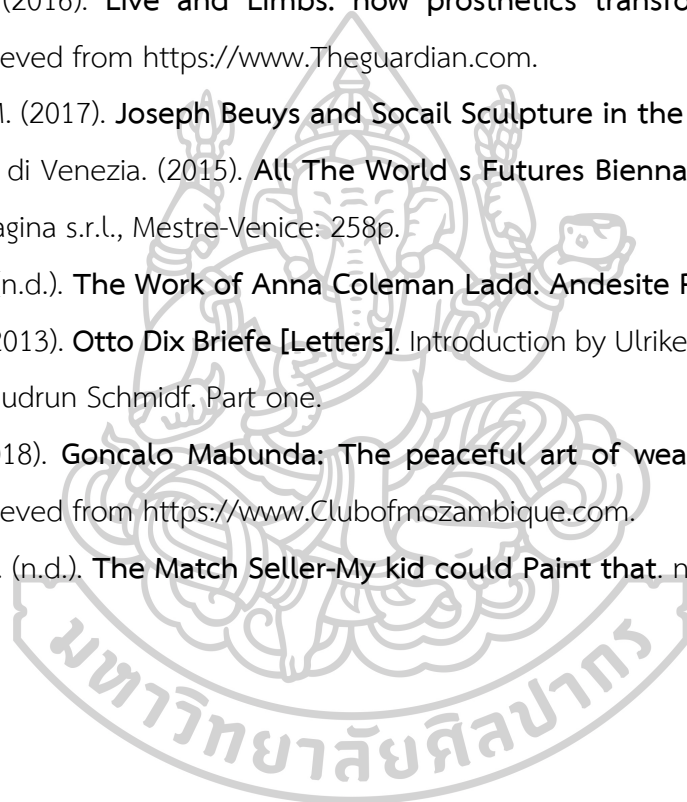 (2016). Live and Limbs: how prosthetics transfo
eved from https://www.Theguardian.com.
M. (2017). Joseph Beuys and Socail Sculpture in the
di Venezia. (2015). All The World s Futures Bienna
agina s.r.l., Mestre-Venice: 258p.
(n.d.). The Work of Anna Coleman Ladd. Andesite P
2013). Otto Dix Briefe [Letters]. Introduction by Ulrike
udrun Schmidf. Part one.
018). Goncalo Mabunda: The peaceful art of wea
eved from https://www.Clubofmozambique.com.
. (n.d.). The Match Seller-My kid could Paint that. n
มหาวิทยาลัยศิลปากร